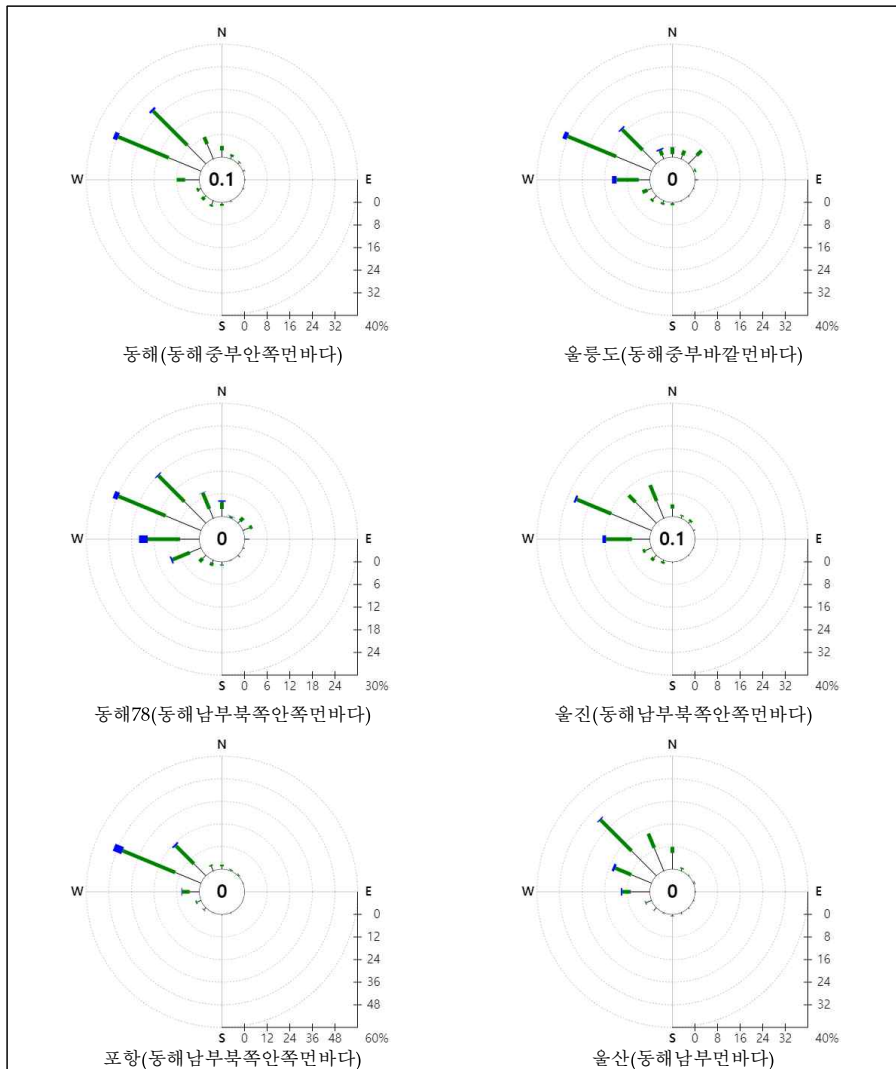 N N
W 0.1 E W 0 E
0 0
8 8
16 16
24 24
32 32
S 0 8 16 24 32 40% S 0 8 16 24 32 40%
동해(동해중부안쪽먼바다) 울릉도(동해중부바깥먼바다)
N N
W 0 E W 0.1 E
0 0
6 8
12 16
18 24
24 32
S 0 6 12 18 24 30% S 0 8 16 24 32 40%
동해78(동해남부북쪽안쪽먼바다) 울진(동해남부북쪽안쪽먼바다)
N N
W 0 E W 0 E
0 0
12 8
24 16
36 24
48 32
S 0 12 24 36 48 60% S 0 8 16 24 32 40%
포항(동해남부북쪽안쪽먼바다) 울산(동해남부먼바다)